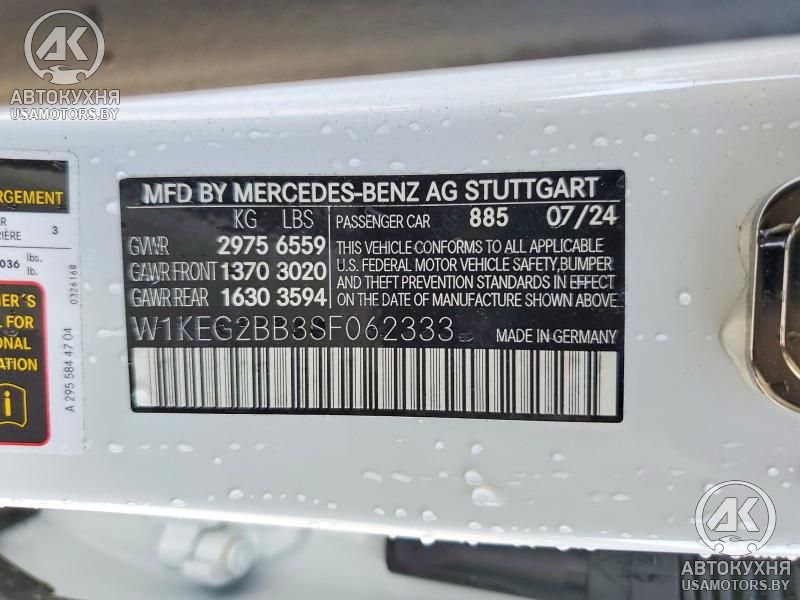 AK
АВТОКУХНЯ
USAMOTORS.BY
ARGEMENT
3
IÈRE
036 lbs.
lb.
0326168
ER'S
L FOR
ONAL
ATION
i
A 295 584 47 04
MFD BY MERCEDES-BENZ AG STUTTGART
KG LBS PASSENGER CAR 885 07/24
GVWR 2975 6559 THIS VEHICLE CONFORMS TO ALL APPLICABLE
GAWR FRONT 1370 3020 U.S. FEDERAL MOTOR VEHICLE SAFETY, BUMPER
GAWR REAR 1630 3594 AND THEFT PREVENTION STANDARDS IN EFFECT
ON THE DATE OF MANUFACTURE SHOWN ABOVE.
W1KEG2BB3SF062333 MADE IN GERMANY
AK
АВТОКУХНЯ
USAMOTORS.BY